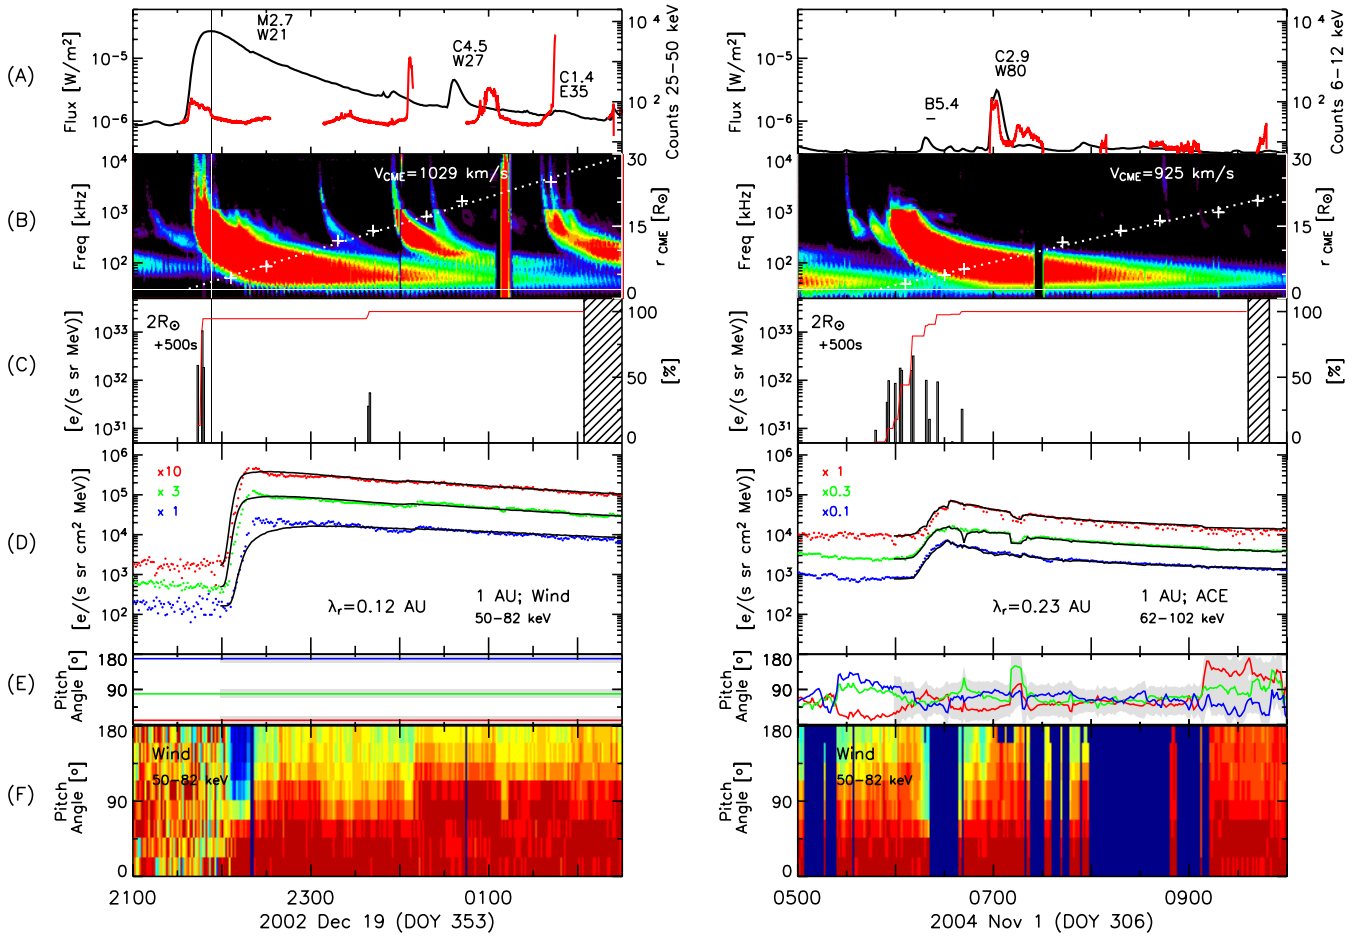 (A)
Flux [W/m²]
10⁻⁵
10⁻⁶
M2.7
W21
C4.5
W27
C1.4
E35
10⁴
10²
10⁰
Counts 25−50 keV
Flux [W/m²]
10⁻⁵
10⁻⁶
B5.4
C2.9
W80
10⁴
10²
10⁰
Counts 6−12 keV
(B)
Freq [kHz]
10⁴
10³
10²
V_CME=1029 km/s
30
15
0
r_CME [R⊙]
Freq [kHz]
10⁴
10³
10²
V_CME=925 km/s
30
15
0
r_CME [R⊙]
(C)
[e/(s sr MeV)]
10³³
10³²
10³¹
2R⊙
+500s
100
50
0
[%]
[e/(s sr MeV)]
10³³
10³²
10³¹
2R⊙
+500s
100
50
0
[%]
(D)
[e/(s sr cm² MeV)]
10⁶
10⁵
10⁴
10³
10²
x10
x 3
x 1
λ_r=0.12 AU
1 AU; Wind
50−82 keV
[e/(s sr cm² MeV)]
10⁶
10⁵
10⁴
10³
10²
x 1
x0.3
x0.1
λ_r=0.23 AU
1 AU; ACE
62−102 keV
(E)
Pitch
Angle [°]
180
90
Pitch
Angle [°]
180
90
(F)
Pitch
Angle [°]
180
90
0
Wind
50−82 keV
Pitch
Angle [°]
180
90
0
Wind
50−82 keV
2100
2300
0100
2002 Dec 19 (DOY 353)
0500
0700
0900
2004 Nov 1 (DOY 306)